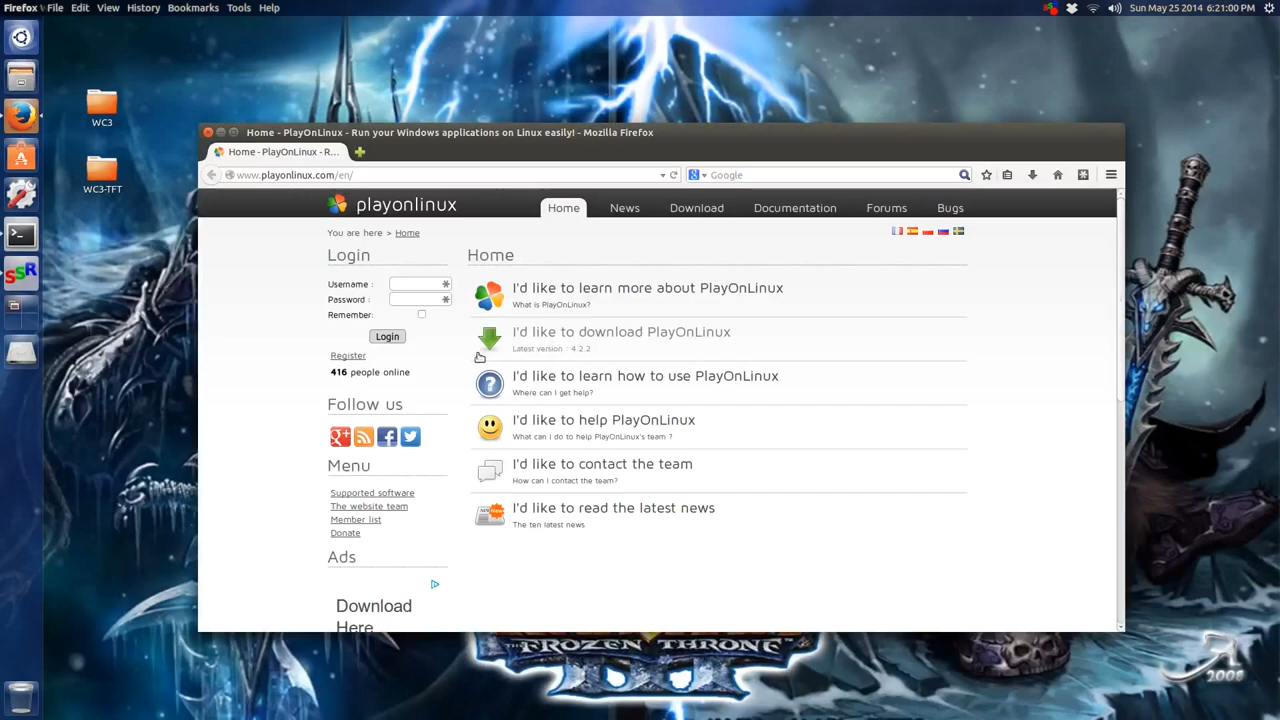 Firefox File Edit View History Bookmarks Tools Help
Sun May 25 2014 6:21:00 PM
WC3
WC3-TFT
Home - PlayOnLinux - Run your Windows applications on Linux easily! - Mozilla Firefox
Home - PlayOnLinux - R...
www.playonlinux.com/en/
Google
playonlinux
Home News Download Documentation Forums Bugs
You are here > Home
Login
Username :
Password :
Remember:
Login
Register
416 people online
Follow us
Menu
Supported software
The website team
Member list
Donate
Ads
Download
Here
Home
I'd like to learn more about PlayOnLinux
What is PlayOnLinux?
I'd like to download PlayOnLinux
Latest version : 4.2.2
I'd like to learn how to use PlayOnLinux
Where can I get help?
I'd like to help PlayOnLinux
What can I do to help PlayOnLinux's team ?
I'd like to contact the team
How can I contact the team?
I'd like to read the latest news
The ten latest news
SSR
FROZEN THRONE
2008